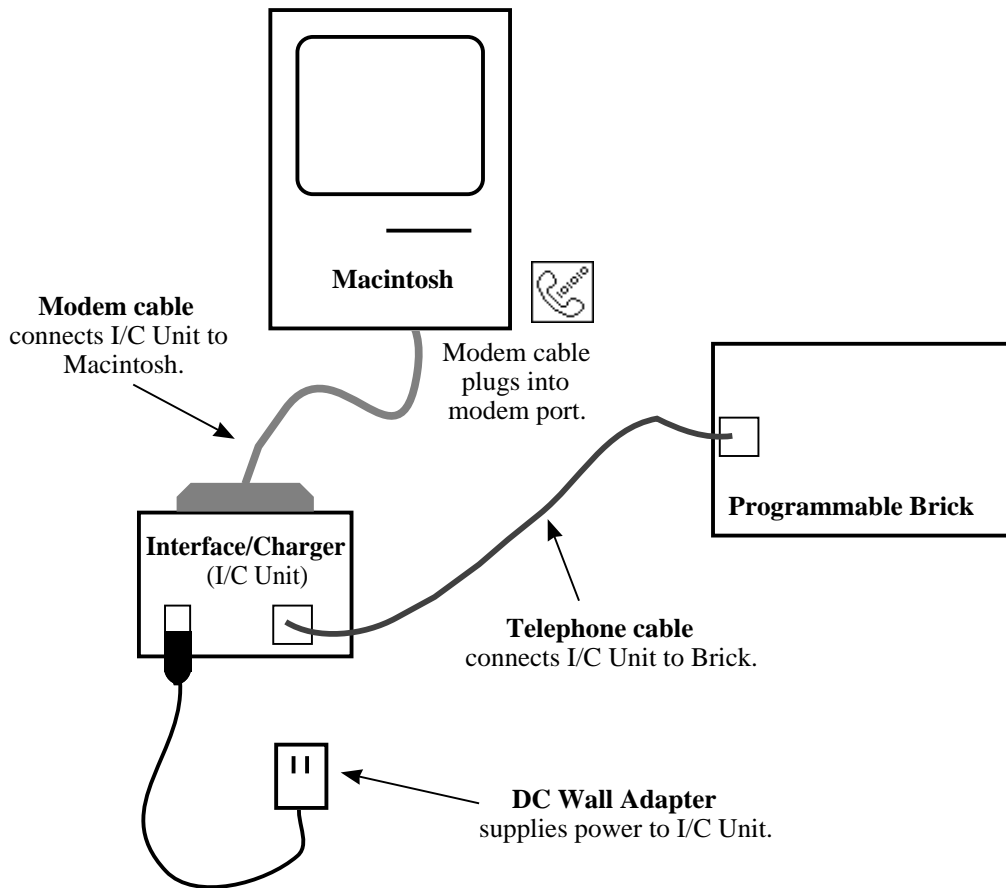 Macintosh
Modem cable
connects I/C Unit to
Macintosh.
Modem cable
plugs into
modem port.
Programmable Brick
Interface/Charger
(I/C Unit)
Telephone cable
connects I/C Unit to Brick.
DC Wall Adapter
supplies power to I/C Unit.